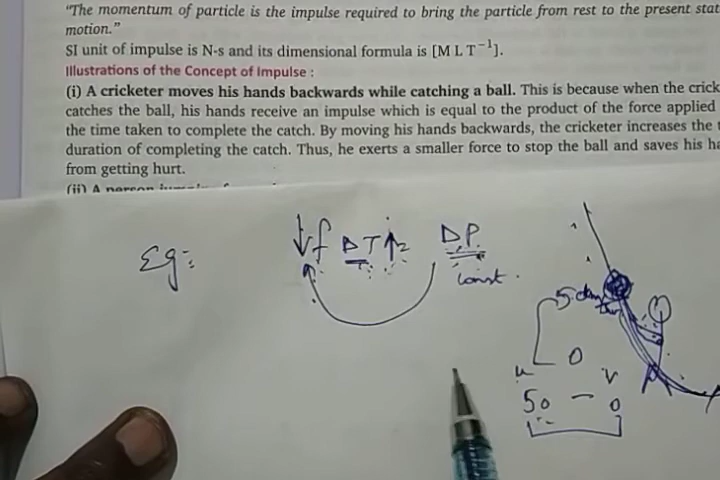 "The momentum of particle is the impulse required to bring the particle from rest to the present stat
motion."
SI unit of impulse is N-s and its dimensional formula is [M L T⁻¹].
Illustrations of the Concept of Impulse :
(i) A cricketer moves his hands backwards while catching a ball. This is because when the crick
catches the ball, his hands receive an impulse which is equal to the product of the force applied
the time taken to complete the catch. By moving his hands backwards, the cricketer increases the t
duration of completing the catch. Thus, he exerts a smaller force to stop the ball and saves his ha
from getting hurt.
(ii) A person
Eg:-
↓f ΔT↑= ΔP
const.
u 0 v
50 - 0